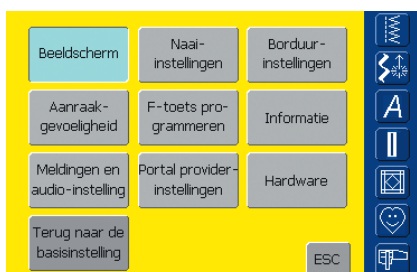 Beeldscherm
Naai-
instellingen
Borduur-
instellingen
Aanraak-
gevoeligheid
F-toets pro-
grammeren
Informatie
Meldingen en
audio-instelling
Portal provider-
instellingen
Hardware
Terug naar de
basisinstelling
ESC
A